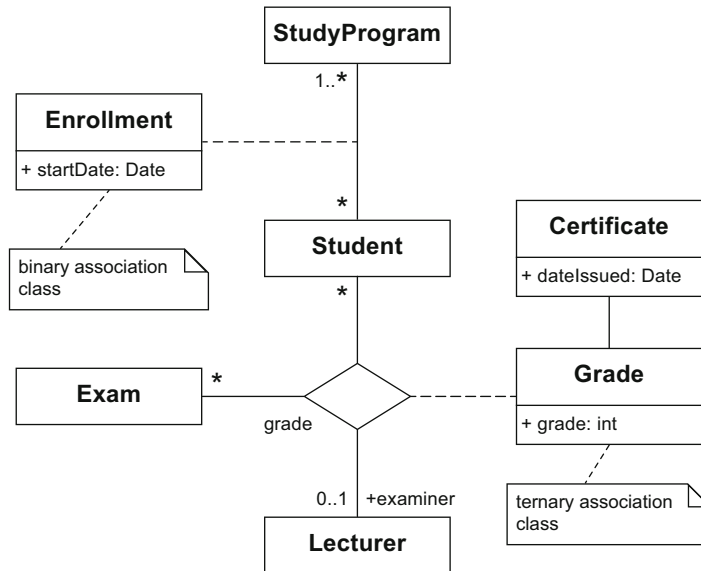 StudyProgram
1..*
Enrollment
+ startDate: Date
*
binary association
class
Student
*
Certificate
+ dateIssued: Date
Exam
*
grade
Grade
+ grade: int
0..1
+examiner
ternary association
class
Lecturer